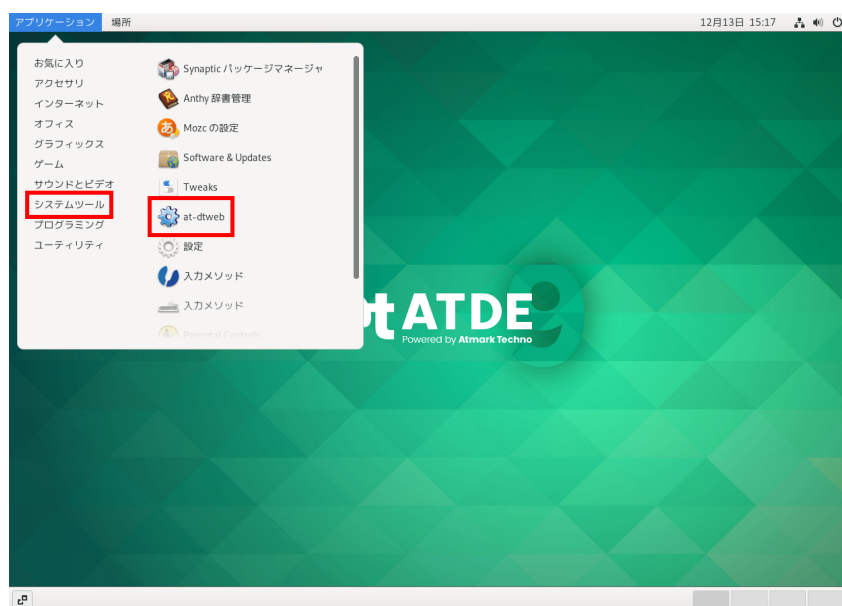 アプリケーション 場所 12月13日 15:17
お気に入り
アクセサリ
インターネット
オフィス
グラフィックス
ゲーム
サウンドとビデオ
システムツール
プログラミング
ユーティリティ
Synaptic パッケージマネージャ
Anthy 辞書管理
Mozc の設定
Software & Updates
Tweaks
at-dtweb
設定
入力メソッド
入力メソッド
Parental Controls
t ATDE 9
Powered by Atmark Techno